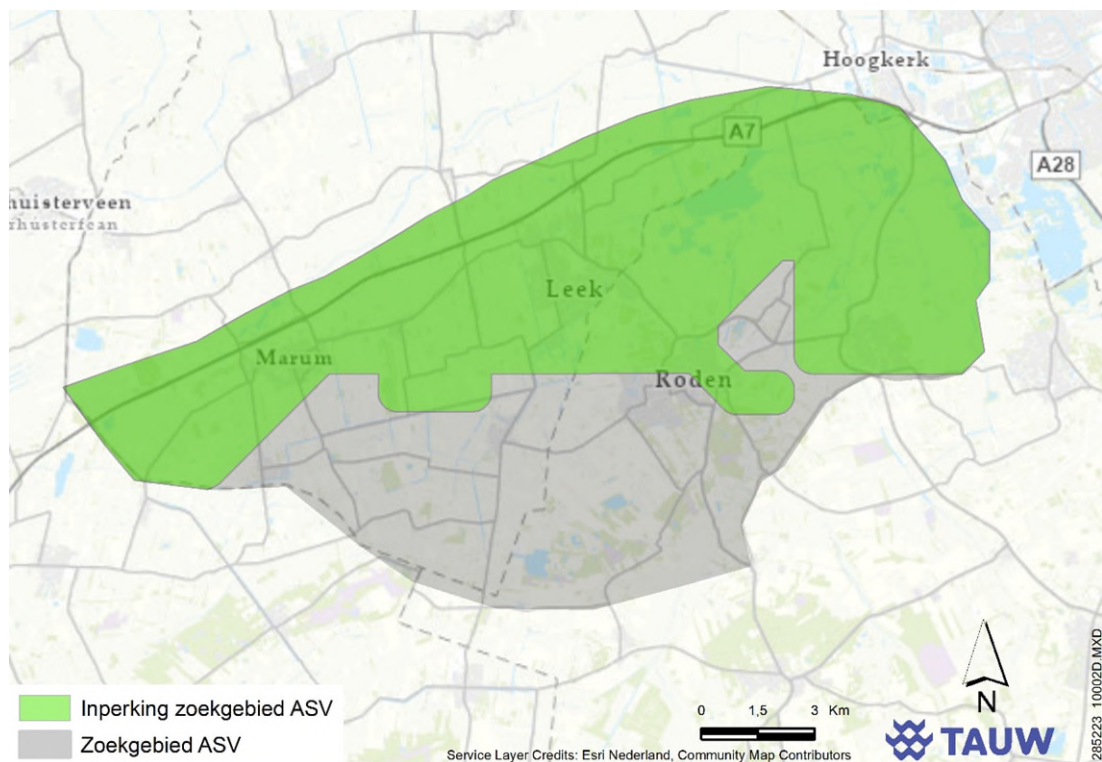 Hoogkerk
A7
A28
huisterveen
rhústerfean
Leek
Marum
Roden
N
Inperking zoekgebied ASV
Zoekgebied ASV
0 1,5 3 Km
Service Layer Credits: Esri Nederland, Community Map Contributors
TAUW
285223 10002D.MXD